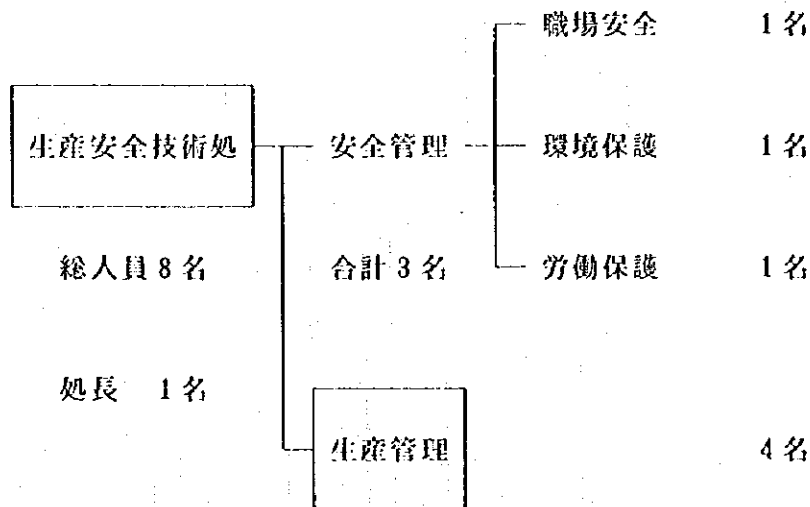 職場安全 1名
生産安全技術処 安全管理 環境保護 1名
総人員8名 合計3名 労働保護 1名
処長 1名
生産管理 4名